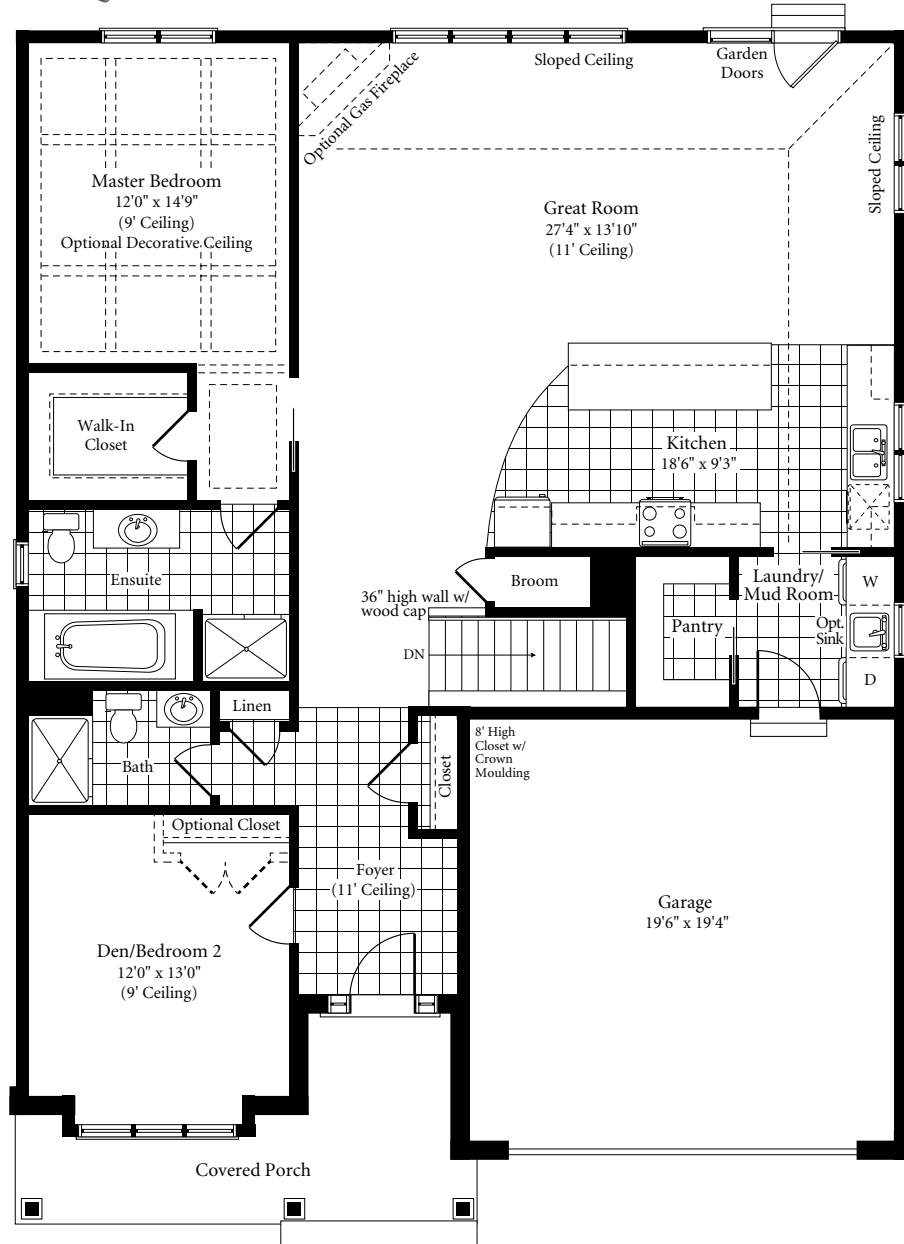 Optional Gas Fireplace
Sloped Ceiling
Garden
Doors
Sloped Ceiling
Master Bedroom
12'0" x 14'9"
(9' Ceiling)
Optional Decorative Ceiling
Great Room
27'4" x 13'10"
(11' Ceiling)
Walk-In
Closet
Kitchen
18'6" x 9'3"
Ensuite
Broom
36" high wall w/
wood cap
DN
Pantry
Laundry/
Mud Room
W
Opt.
Sink
D
Linen
Bath
Closet
8' High
Closet w/
Crown
Moulding
Optional Closet
Foyer
(11' Ceiling)
Den/Bedroom 2
12'0" x 13'0"
(9' Ceiling)
Garage
19'6" x 19'4"
Covered Porch